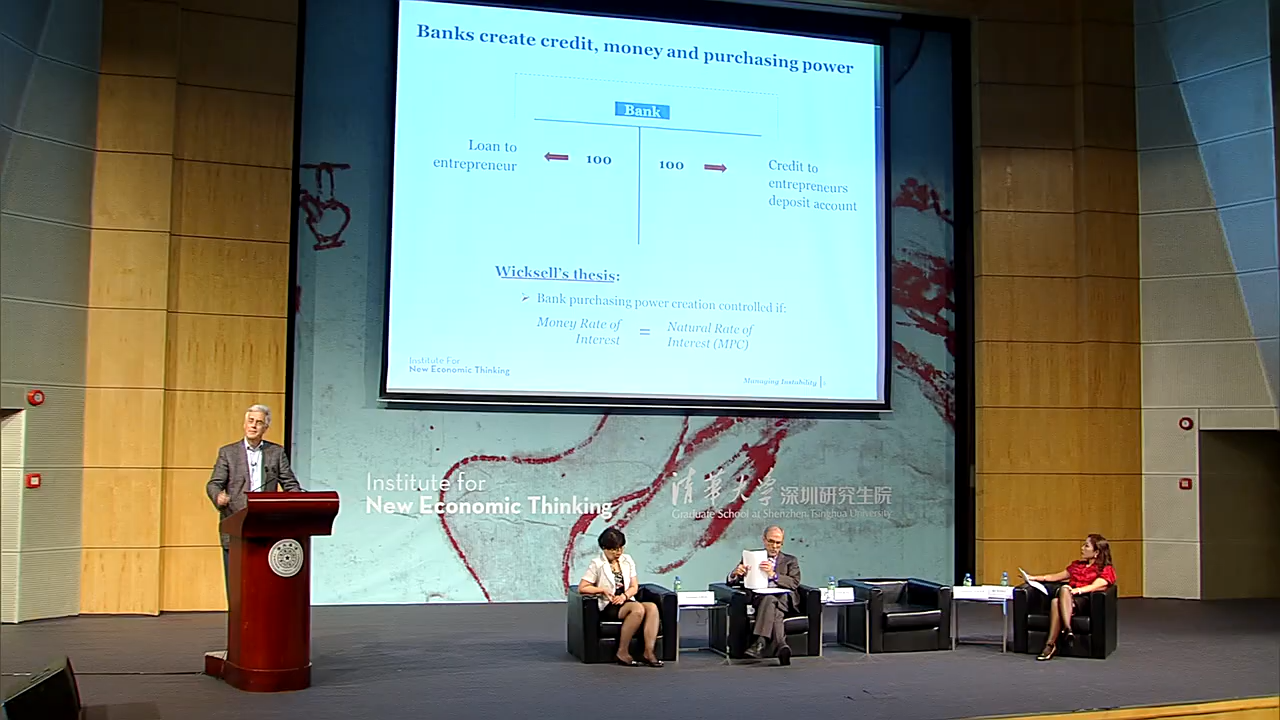 Banks create credit, money and purchasing power
Bank
Loan to
entrepreneur
100
100
Credit to
entrepreneurs
deposit account
Wicksell's thesis:
Bank purchasing power creation controlled if:
Money Rate of
Interest
=
Natural Rate of
Interest (MPC)
Institute For
New Economic Thinking
Managing Instability
Institute for
New Economic Thinking
清华大学深圳研究生院
Graduate School at Shenzhen, Tsinghua University